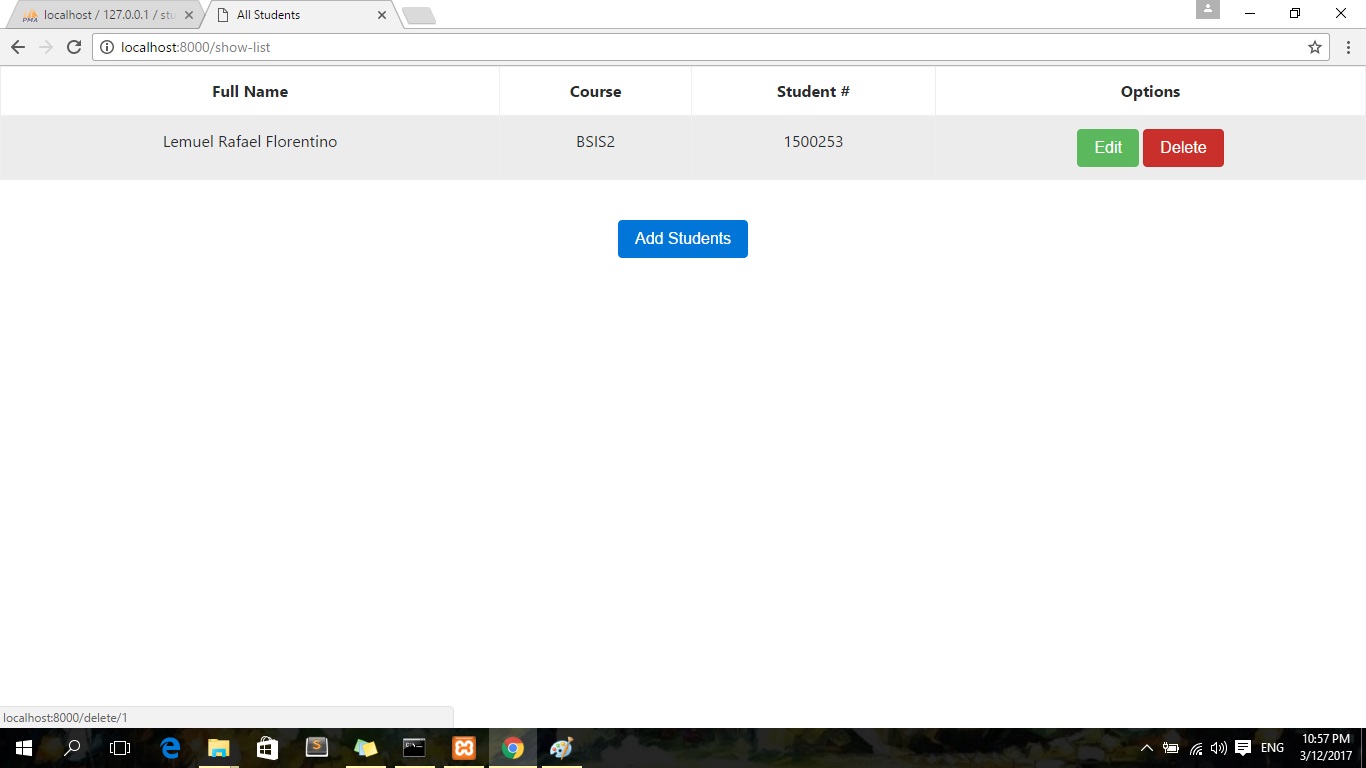 localhost / 127.0.0.1 / stu
All Students
localhost:8000/show-list
Full Name Course Student # Options
Lemuel Rafael Florentino BSIS2 1500253 Edit Delete
Add Students
localhost:8000/delete/1
ENG
10:57 PM
3/12/2017